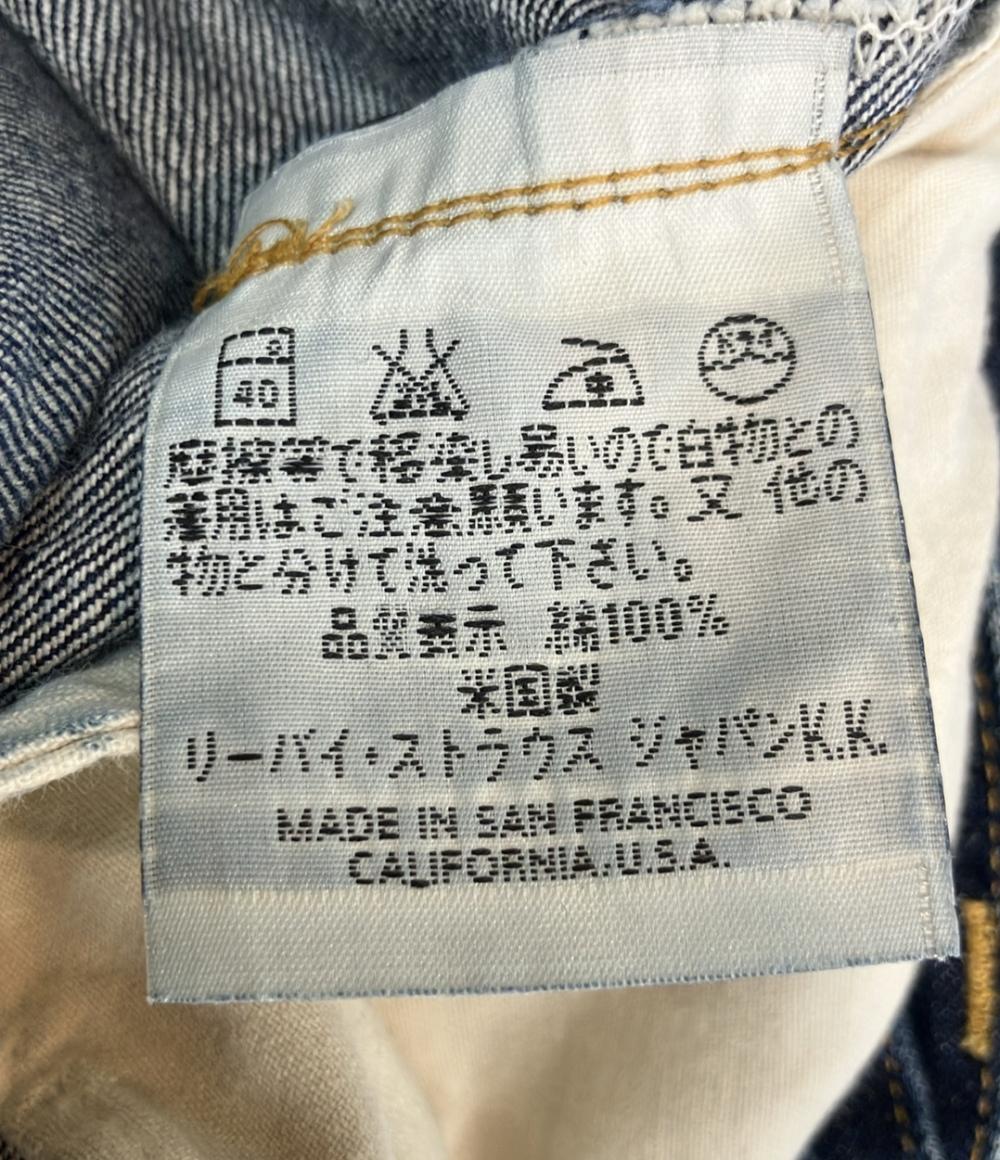 40
摩擦等で移染し易いので白物との
着用はご注意願います。又 他の
物と分けて洗って下さい。
品質表示 綿100%
米国製
リーバイ・ストラウス ジャパンK.K.
MADE IN SAN FRANCISCO
CALIFORNIA.U.S.A.